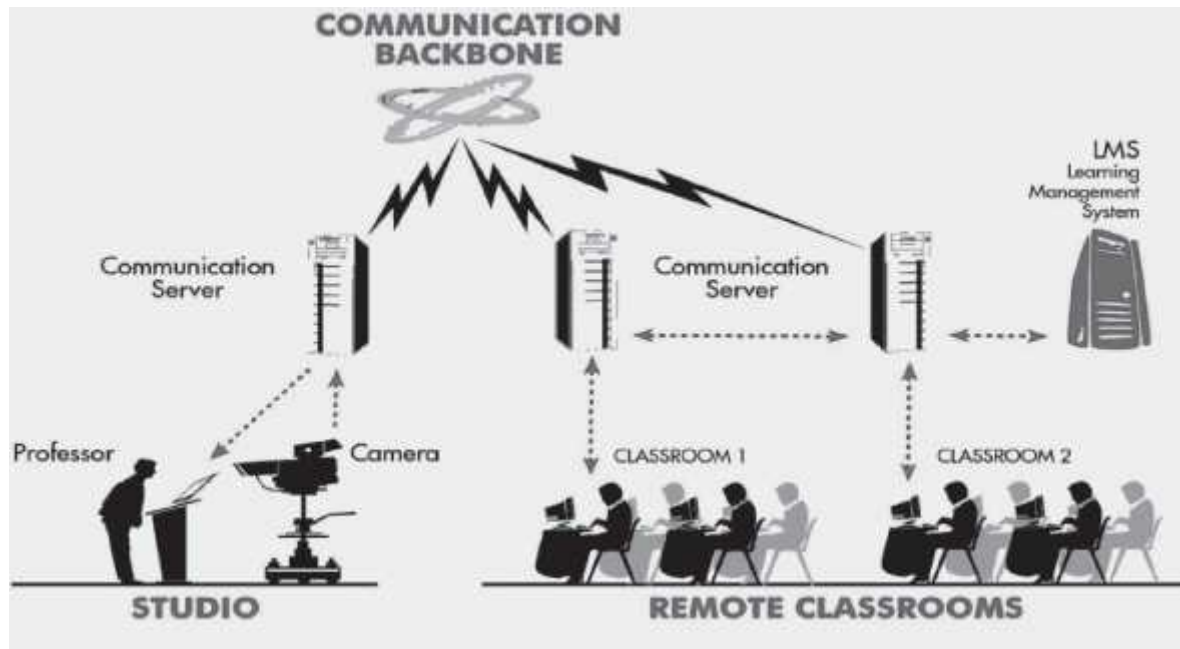 COMMUNICATION
BACKBONE
LMS
Learning
Management
System
Communication
Server
Communication
Server
Professor
Camera
CLASSROOM 1
CLASSROOM 2
STUDIO
REMOTE CLASSROOMS